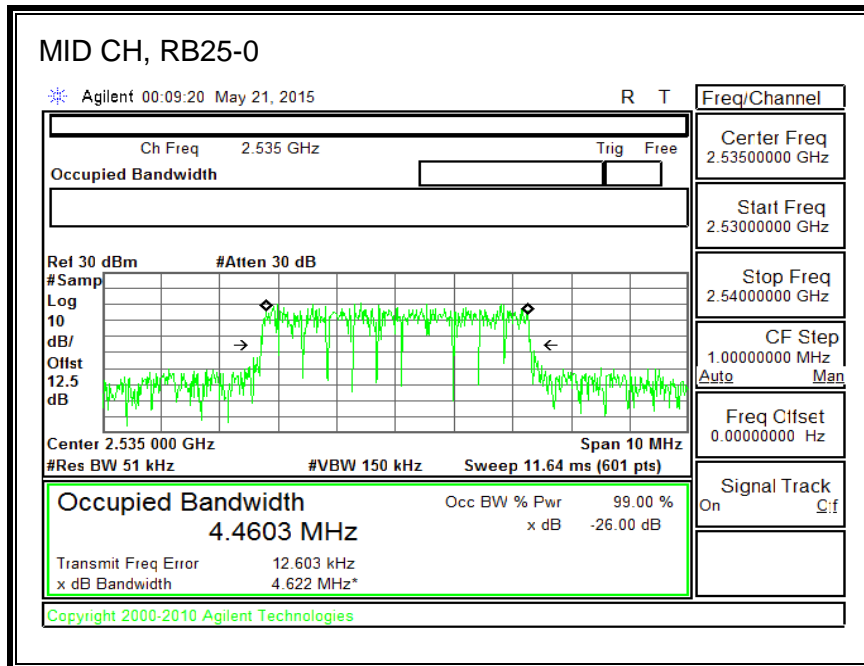 MID CH, RB25-0
Agilent 00:09:20 May 21, 2015 R T
Ch Freq 2.535 GHz Trig Free
Occupied Bandwidth
Ref 30 dBm #Atten 30 dB
#Samp
Log
10
dB/
Offst
12.5
dB
Center 2.535 000 GHz Span 10 MHz
#Res BW 51 kHz #VBW 150 kHz Sweep 11.64 ms (601 pts)
Occupied Bandwidth Occ BW % Pwr 99.00 %
4.4603 MHz x dB -26.00 dB
Transmit Freq Error 12.603 kHz
x dB Bandwidth 4.622 MHz*
Copyright 2000-2010 Agilent Technologies
Freq/Channel
Center Freq
2.53500000 GHz
Start Freq
2.53000000 GHz
Stop Freq
2.54000000 GHz
CF Step
1.00000000 MHz
Auto Man
Freq Offset
0.00000000 Hz
Signal Track
On Off